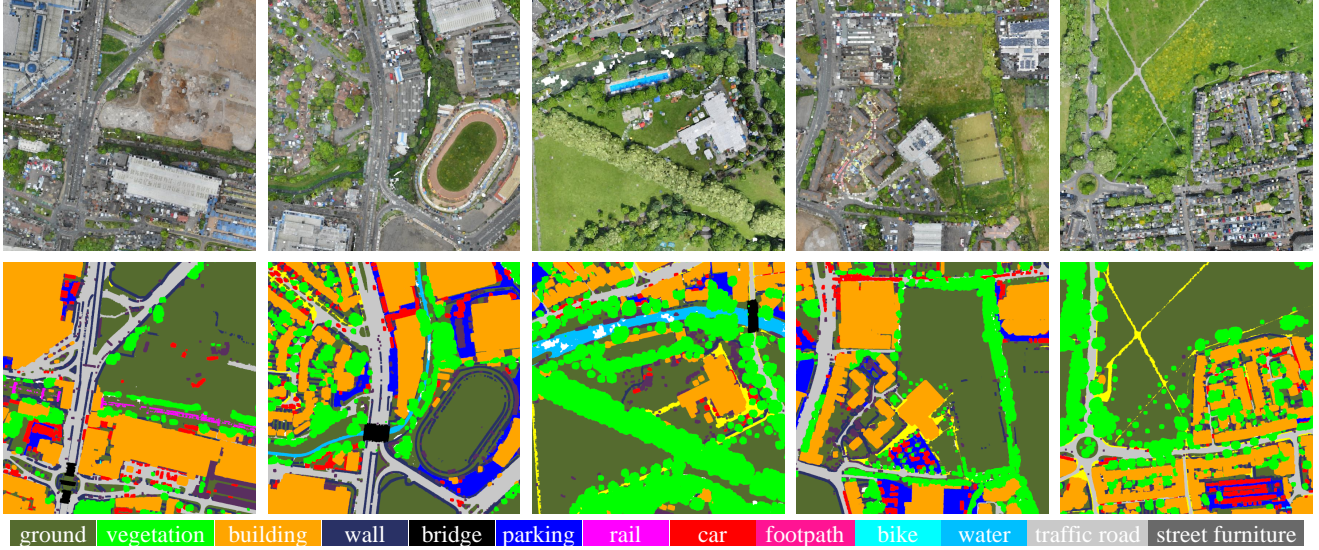 ground vegetation building wall bridge parking rail car footpath bike water traffic road street furniture